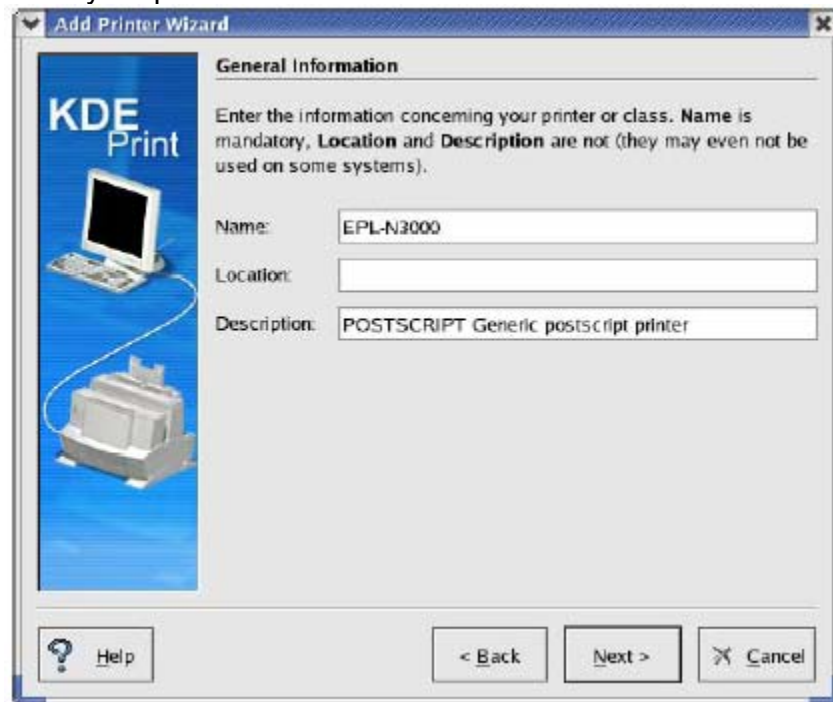 Add Printer Wizard
General Information
KDE
Print
Enter the information concerning your printer or class. Name is
mandatory, Location and Description are not (they may even not be
used on some systems).
Name: EPL-N3000
Location:
Description: POSTSCRIPT Generic postscript printer
Help
< Back
Next >
Cancel